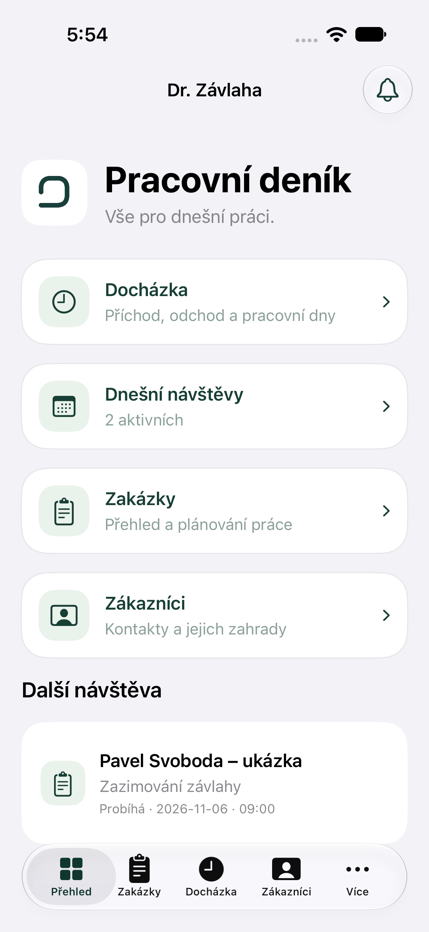 5:54
Dr. Závlaha
Pracovní deník
Vše pro dnešní práci.
Docházka
Příchod, odchod a pracovní dny
Dnešní návštěvy
2 aktivních
Zakázky
Přehled a plánování práce
Zákazníci
Kontakty a jejich zahrady
Další návštěva
Pavel Svoboda – ukázka
Zazimování závlahy
Probíhá · 2026-11-06 · 09:00
Přehled
Zakázky
Docházka
Zákazníci
Více